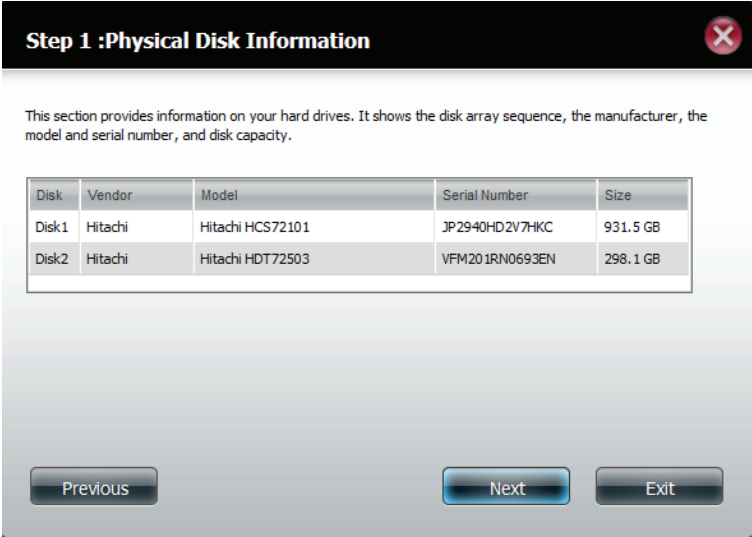 Step 1 :Physical Disk Information
This section provides information on your hard drives. It shows the disk array sequence, the manufacturer, the
model and serial number, and disk capacity.
Disk Vendor Model Serial Number Size
Disk1 Hitachi Hitachi HCS72101 JP2940HD2V7HKC 931.5 GB
Disk2 Hitachi Hitachi HDT72503 VFM201RN0693EN 298.1 GB
Previous Next Exit